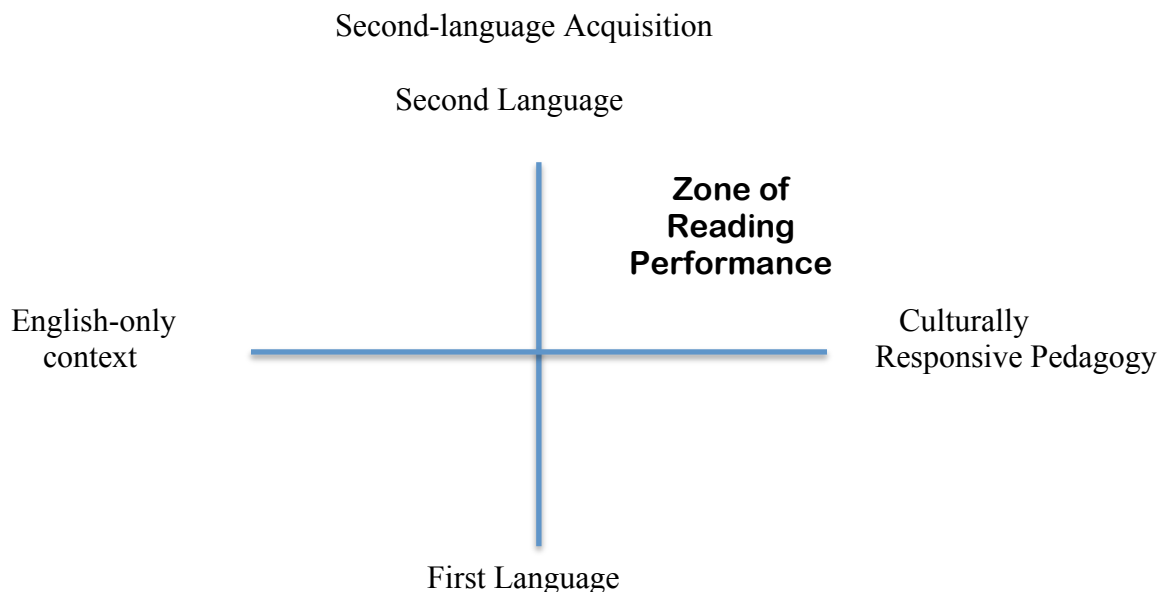 Second-language Acquisition
Second Language
Zone of
Reading
Performance
English-only
context
Culturally
Responsive Pedagogy
First Language